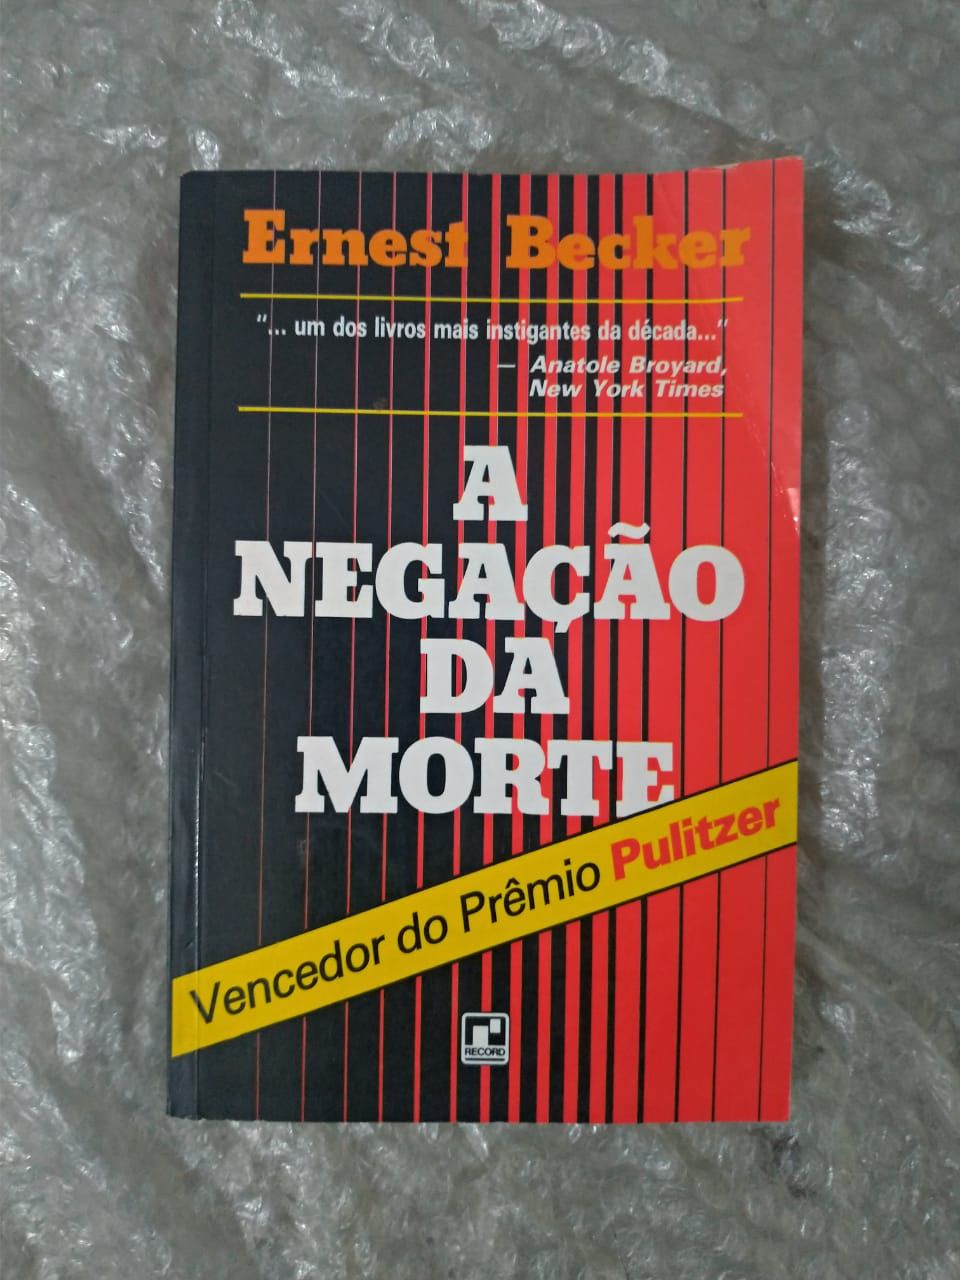 Ernest Becker
"... um dos livros mais instigantes da década..."
— Anatole Broyard,
New York Times
A
NEGAÇÃO
DA
MORTE
Vencedor do Prêmio Pulitzer
RECORD